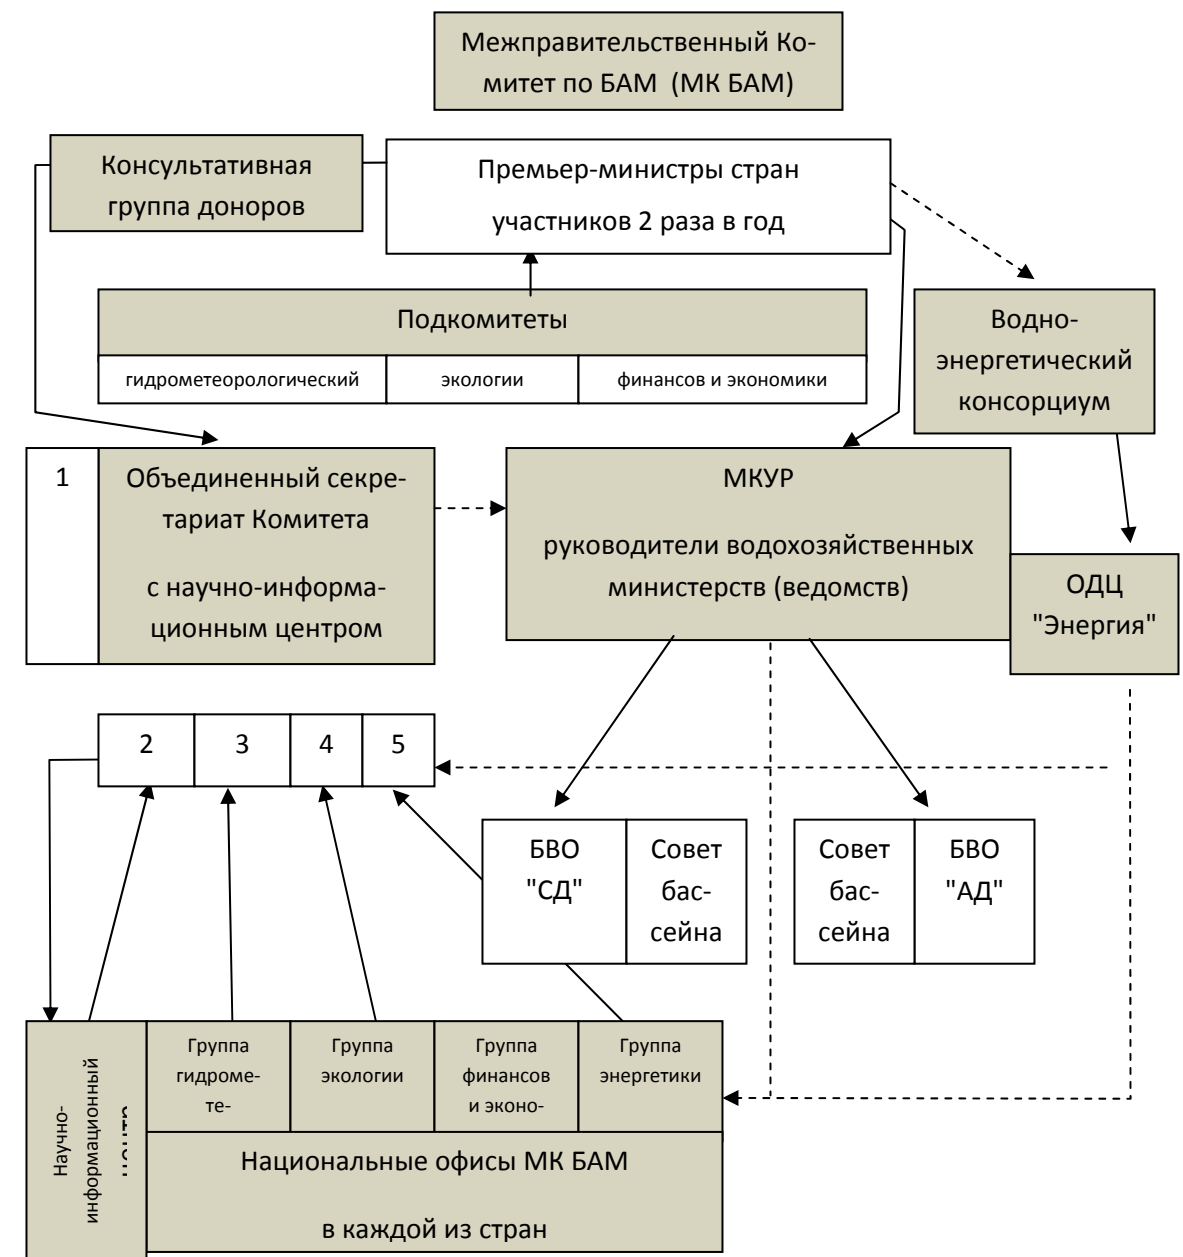 Межправительственный Ко-
митет по БАМ (МК БАМ)
Консультативная
группа доноров
Премьер-министры стран
участников 2 раза в год
Подкомитеты
гидрометеорологический
экологии
финансов и экономики
Водно-
энергетический
консорциум
1
Объединенный секре-
тариат Комитета
с научно-информа-
ционным центром
МКУР
руководители водохозяйственных
министерств (ведомств)
ОДЦ
"Энергия"
2
3
4
5
БВО
"СД"
Совет
бас-
сейна
Совет
бас-
сейна
БВО
"АД"
Научно-
информационный
центр
Группа
гидроме-
те-
Группа
экологии
Группа
финансов
и эконо-
Группа
энергетики
Национальные офисы МК БАМ
в каждой из стран